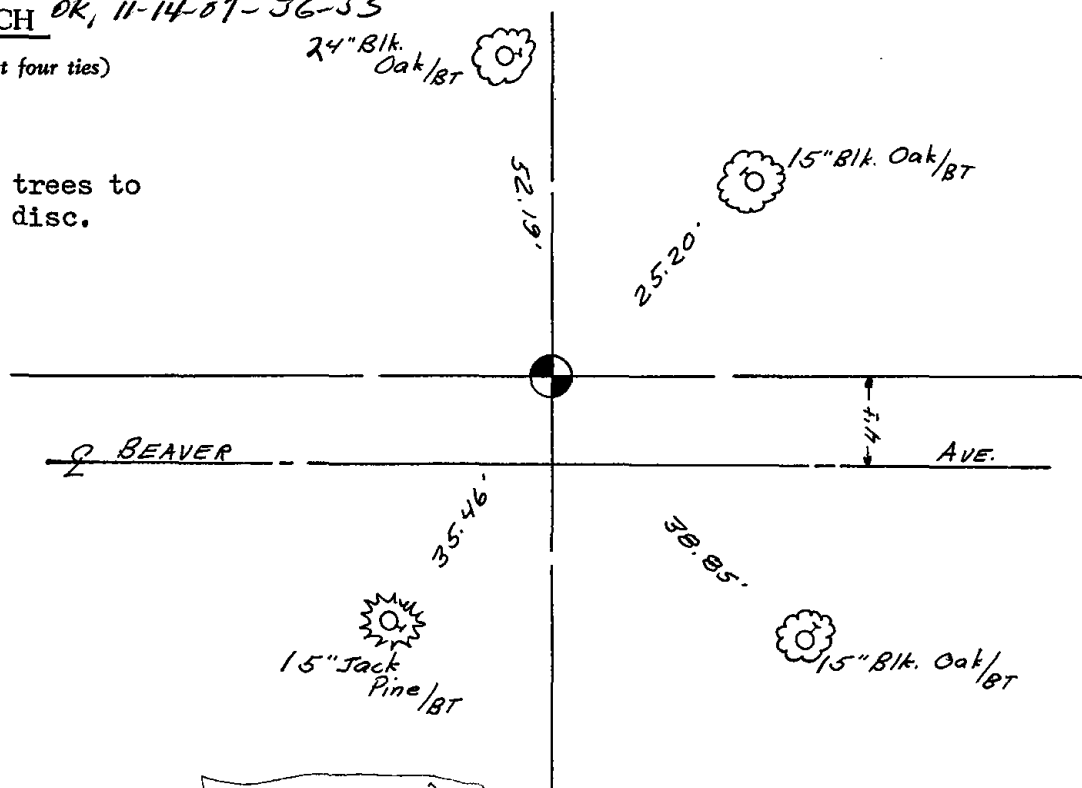 CH OK, 11-14-07-36-33
t four ties)
24" Blk.
Oak/BT
15" Blk. Oak/BT
trees to
disc.
52.19'
25.20'
4'±
℄ BEAVER AVE.
35.46'
38.85'
15" Jack
Pine/BT
15" Blk. Oak/BT